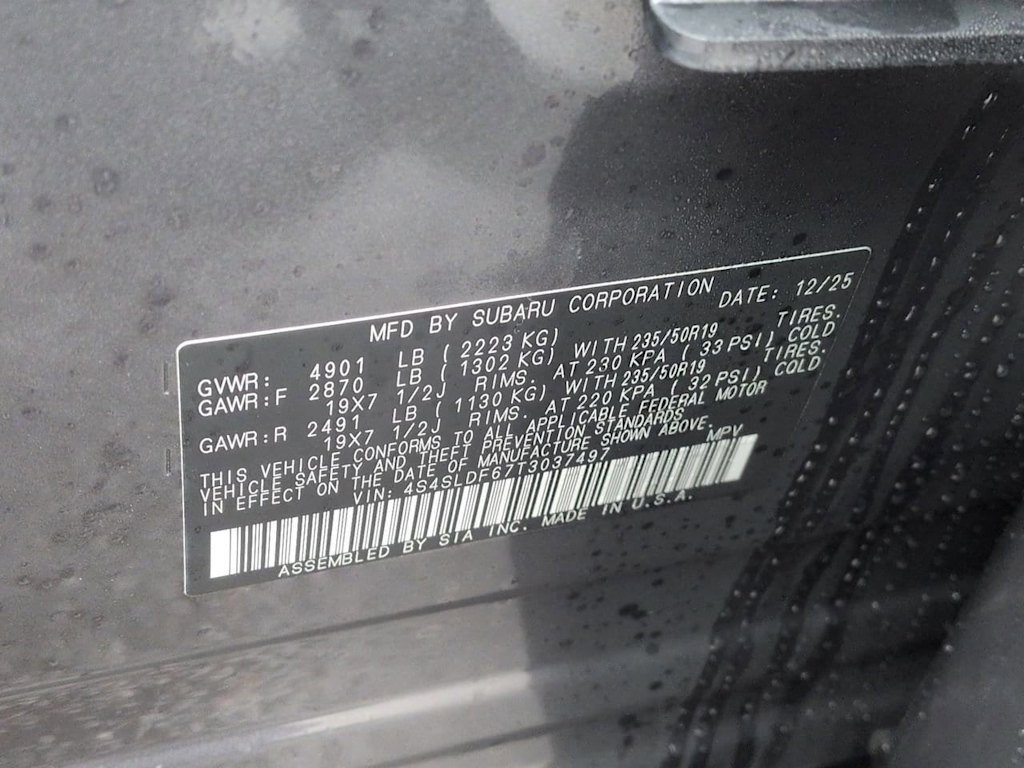 MFD BY SUBARU CORPORATION DATE: 12/25
GVWR: 4901 LB ( 2223 KG)
GAWR:F 2870 LB ( 1302 KG) WITH 235/50R19 TIRES.
19X7 1/2J RIMS. AT 230 KPA ( 33 PSI) COLD
GAWR:R 2491 LB ( 1130 KG) WITH 235/50R19 TIRES.
19X7 1/2J RIMS. AT 220 KPA ( 32 PSI) COLD
THIS VEHICLE CONFORMS TO ALL APPLICABLE FEDERAL MOTOR
VEHICLE SAFETY AND THEFT PREVENTION STANDARDS
IN EFFECT ON THE DATE OF MANUFACTURE SHOWN ABOVE.
VIN: 4S4SLDF67T3037497 MPV
ASSEMBLED BY SIA INC. MADE IN U.S.A.